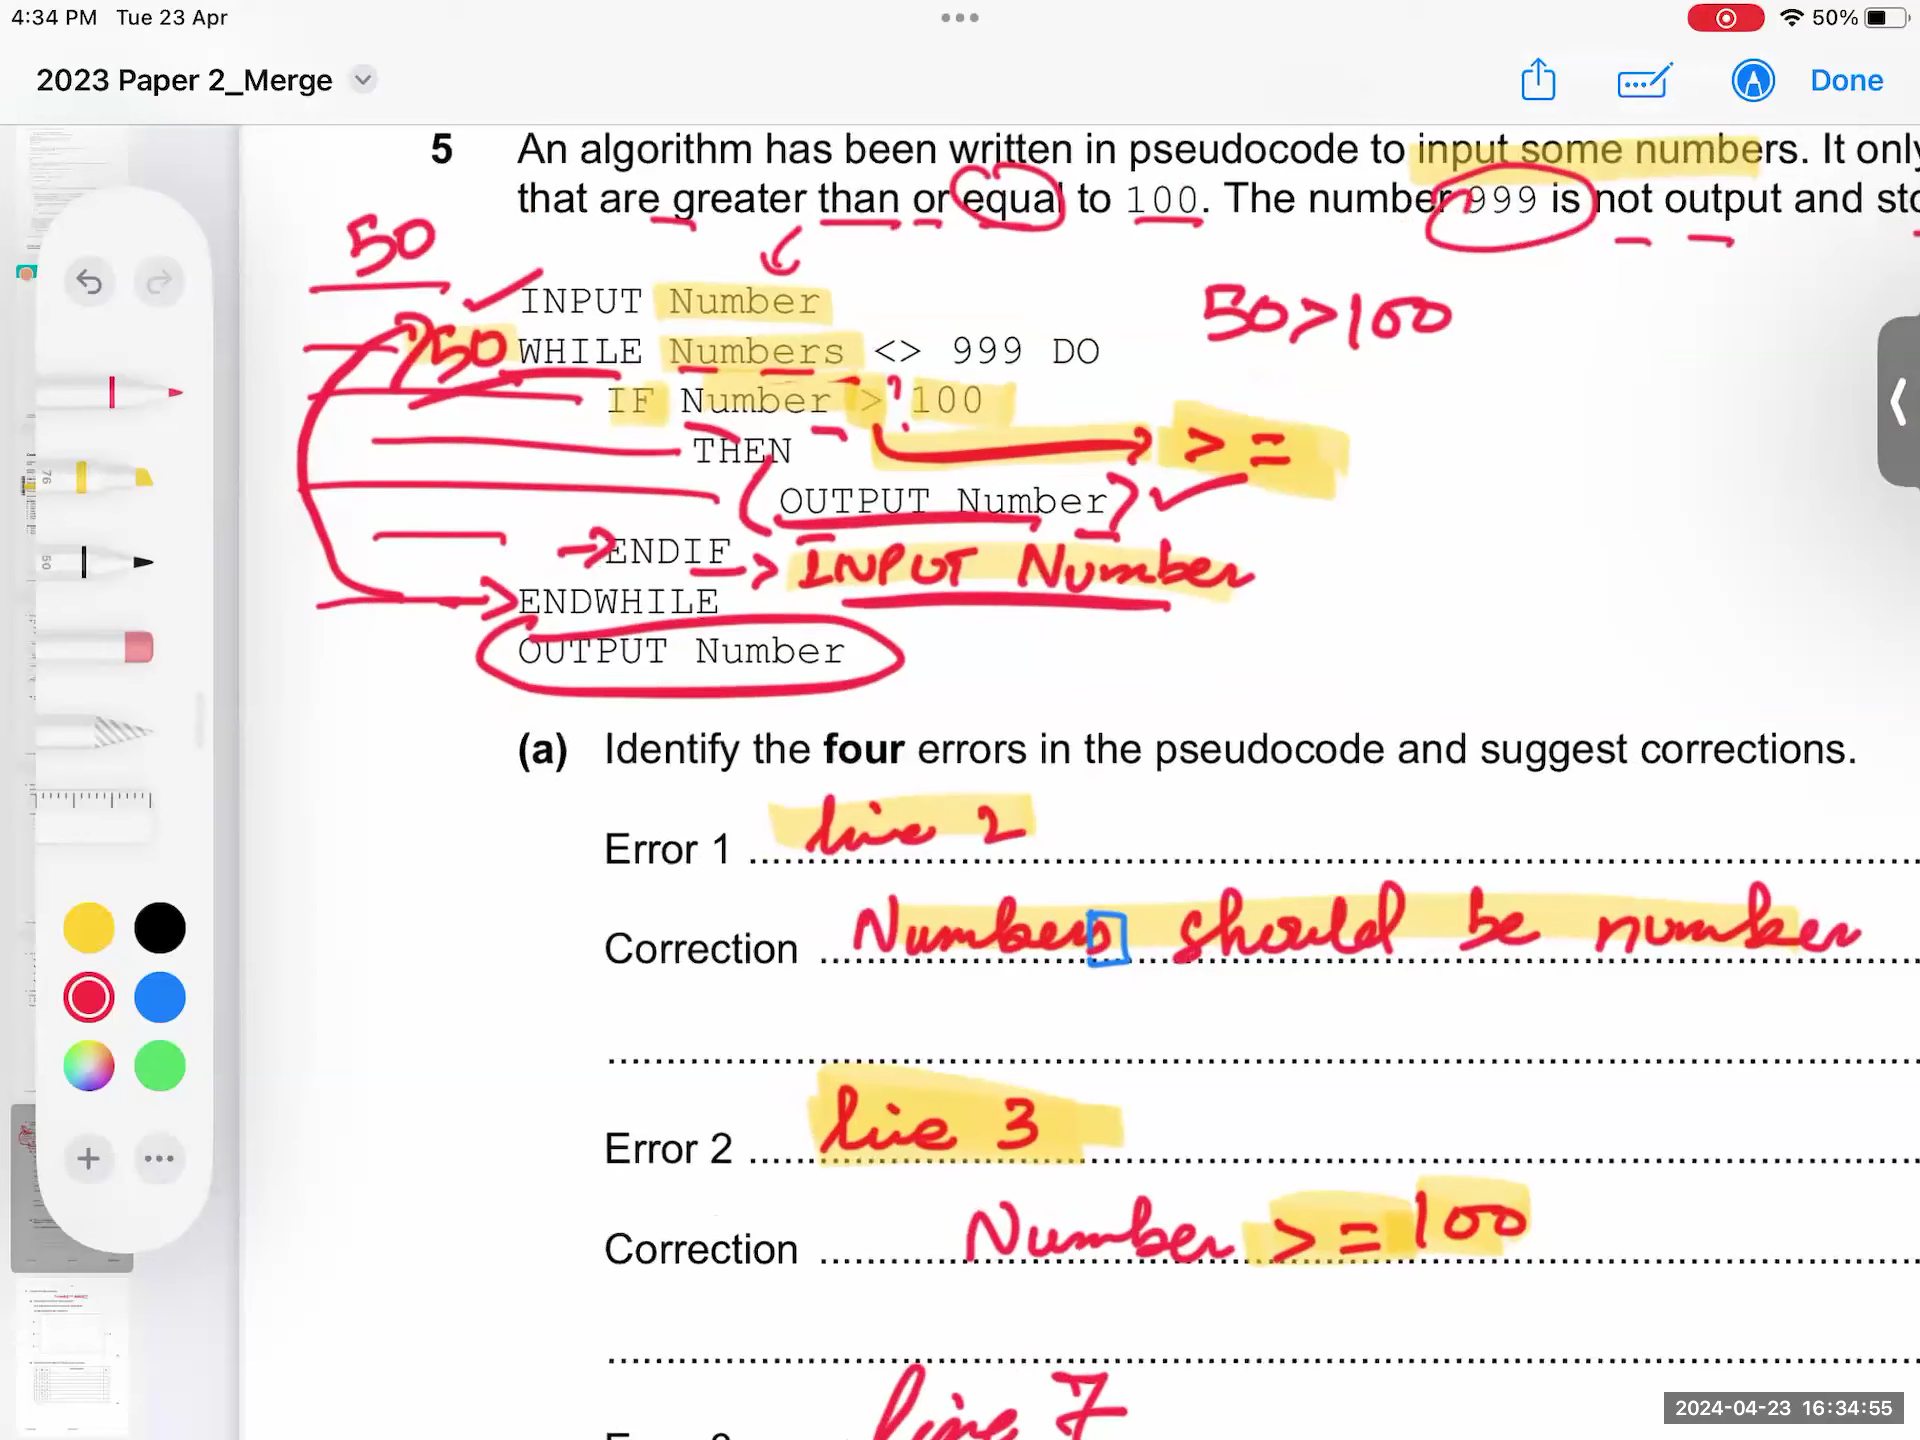 4:34 PM Tue 23 Apr
50%
2023 Paper 2_Merge
Done
5 An algorithm has been written in pseudocode to input some numbers. It only
that are greater than or equal to 100. The number 999 is not output and sto
50
INPUT Number
50>100
50 WHILE Numbers <> 999 DO
IF Number > 100
THEN
> =
OUTPUT Number
ENDIF
INPUT Number
ENDWHILE
OUTPUT Number
(a) Identify the four errors in the pseudocode and suggest corrections.
Error 1 line 2
Correction Numbers should be number
Error 2 line 3
Correction Number >= 100
line 7
76
50
2024-04-23 16:34:55